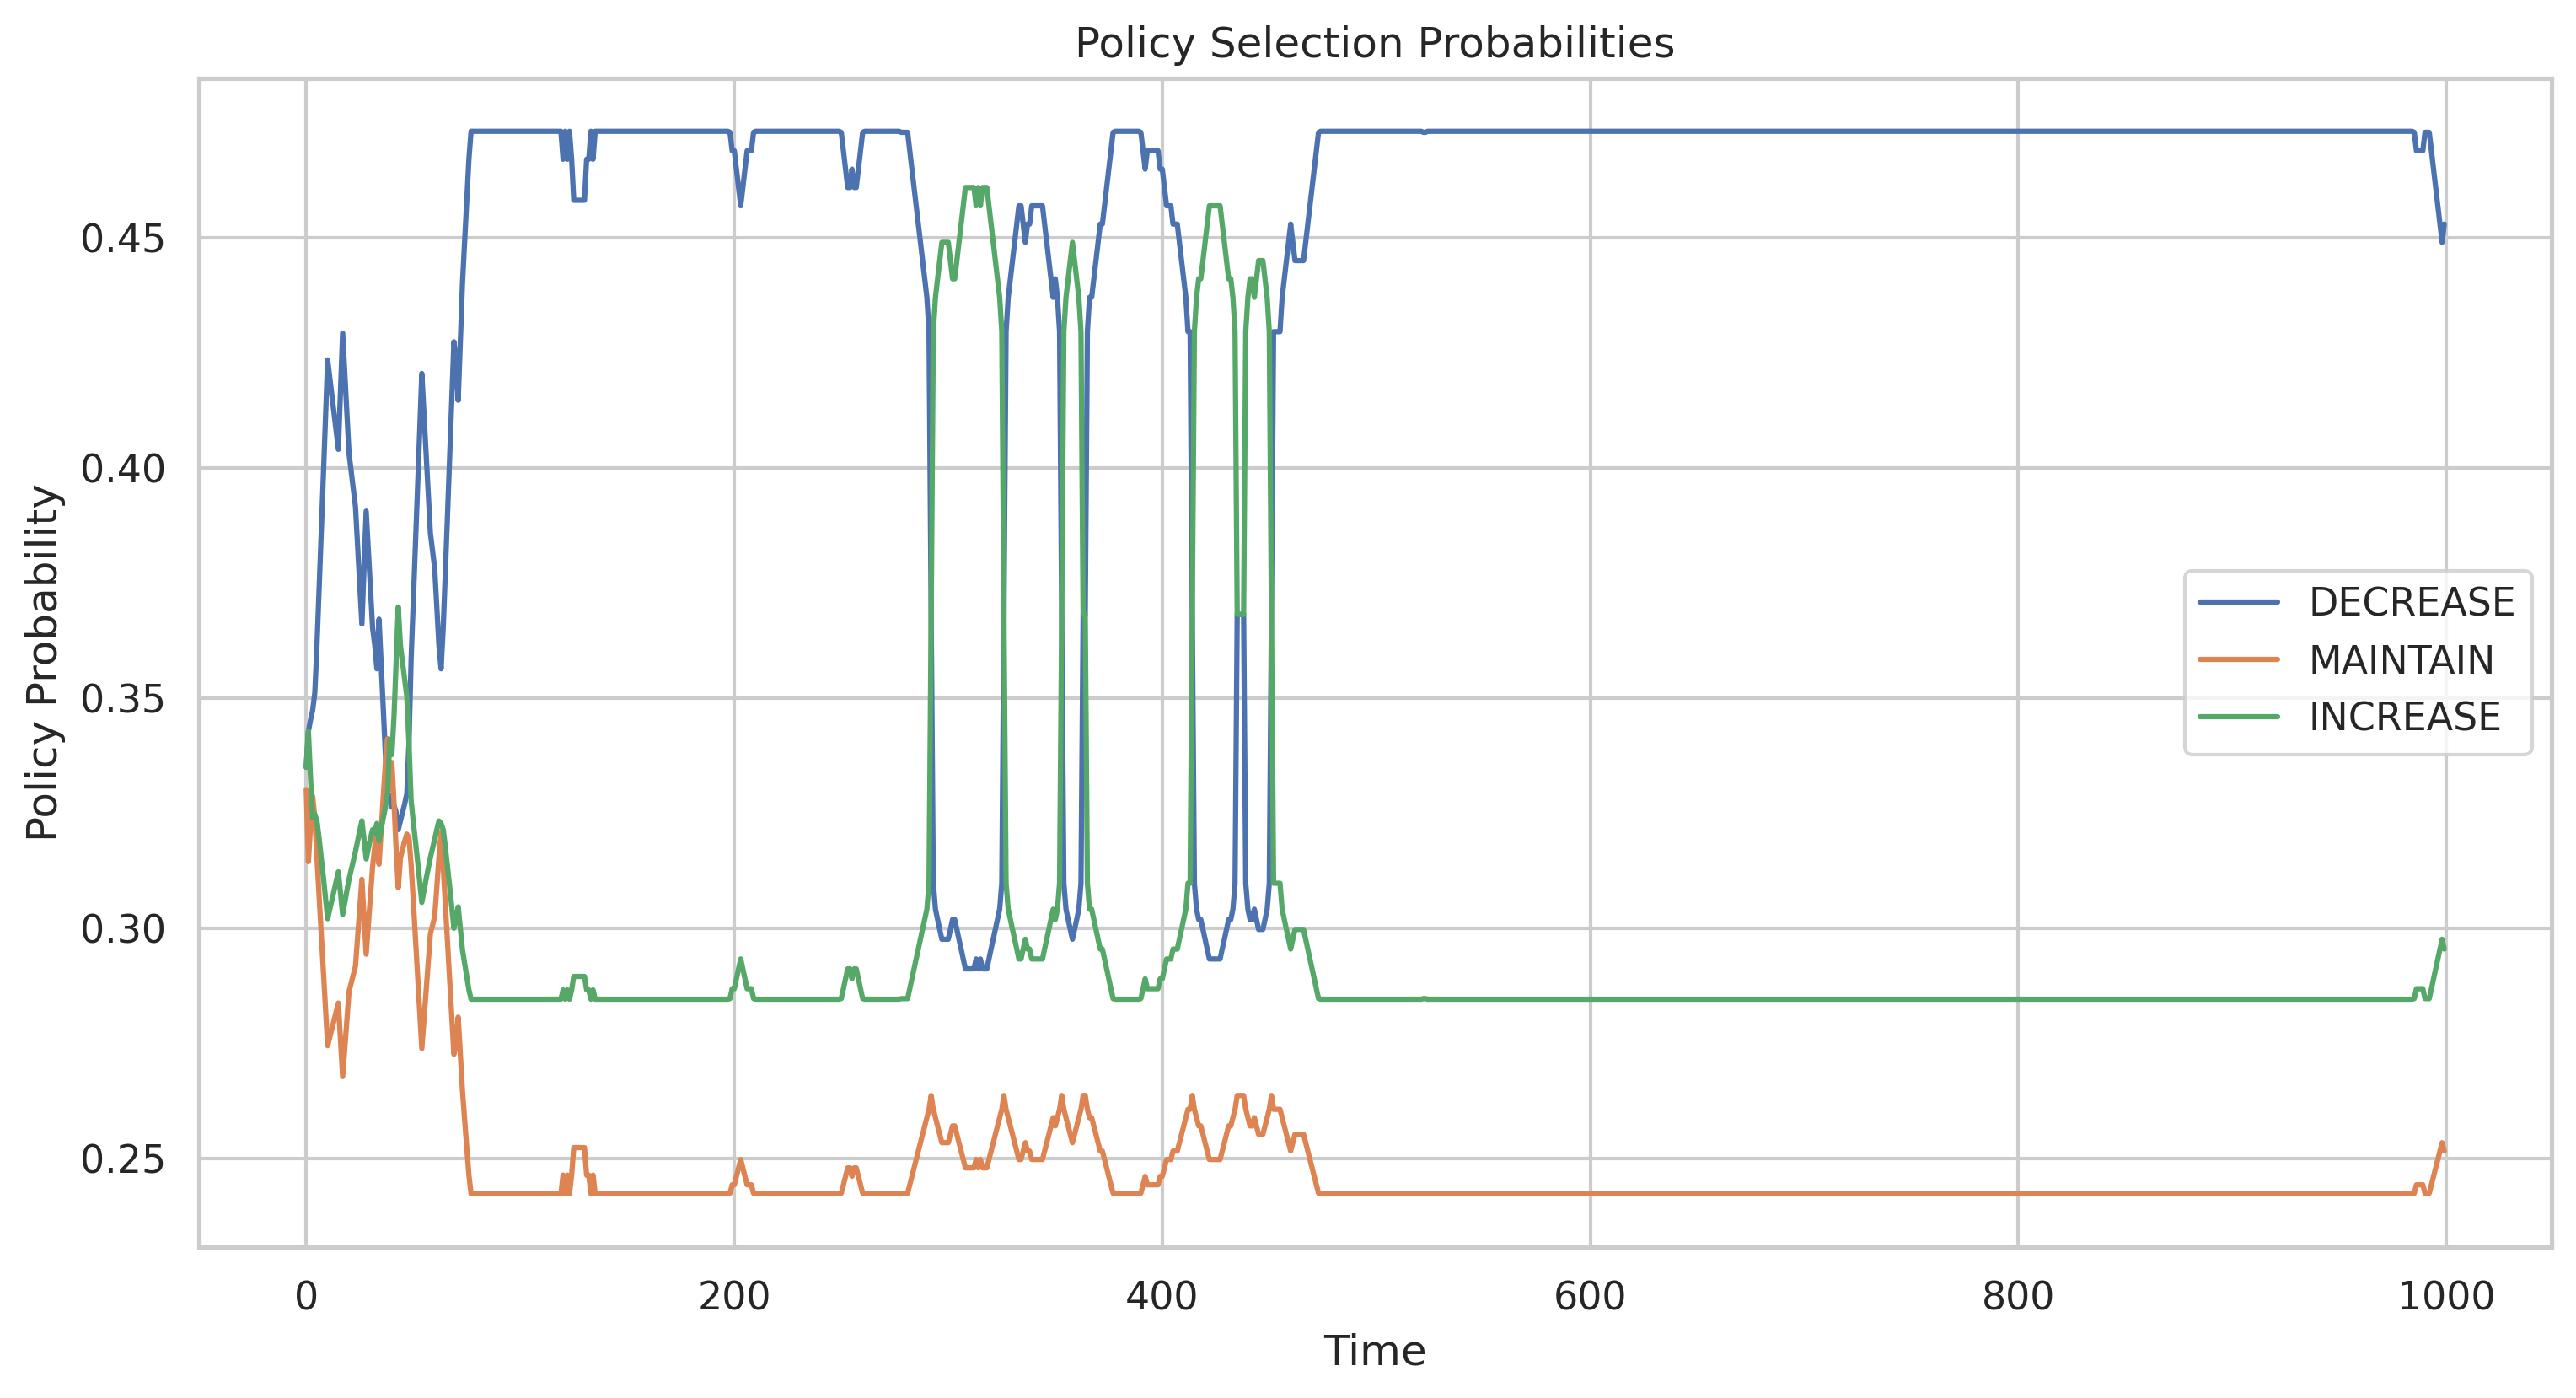 Policy Selection Probabilities
Policy Probability
0.45
0.40
0.35
0.30
0.25
DECREASE
MAINTAIN
INCREASE
0 200 400 600 800 1000
Time